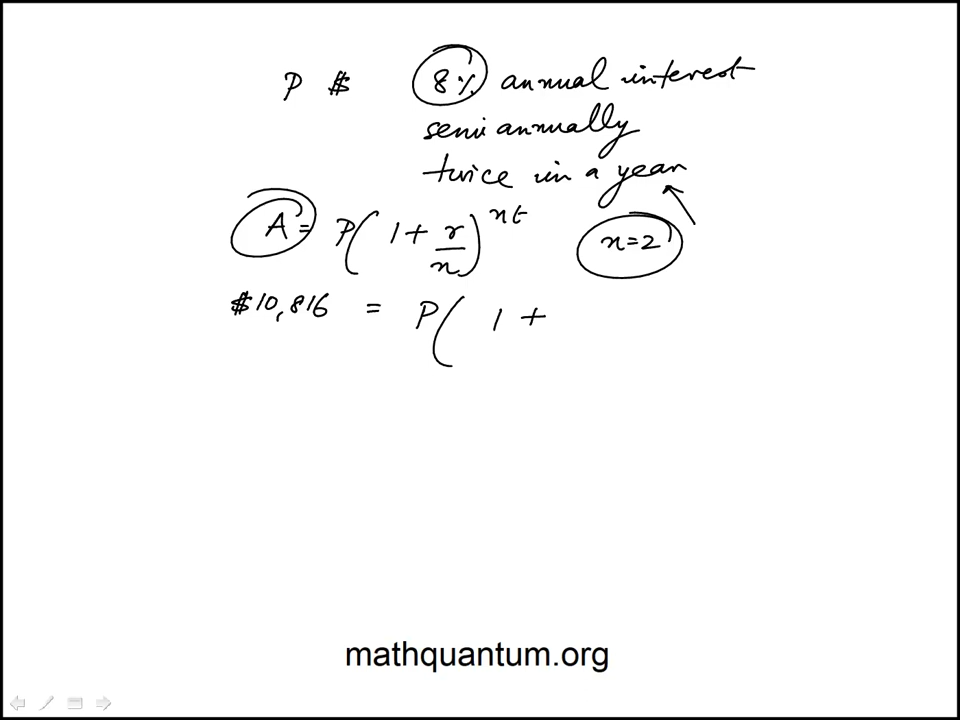 P $ 8% annual interest
semi annually
twice in a year
A = P( 1 + r/n )^nt n=2
$10,816 = P( 1 +
mathquantum.org